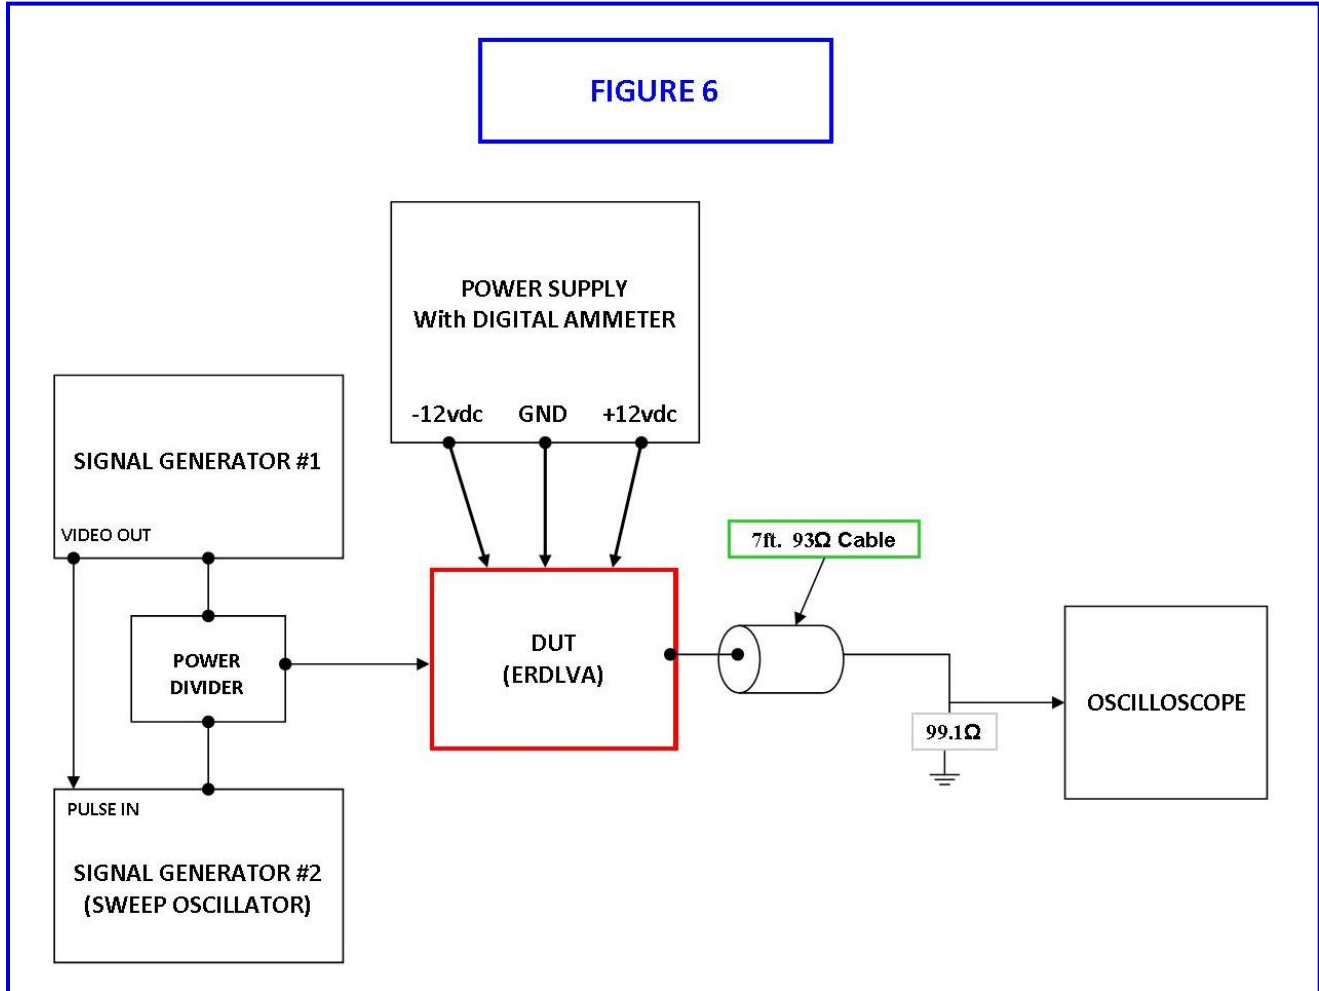 FIGURE 6
POWER SUPPLY
With DIGITAL AMMETER
-12vdc GND +12vdc
SIGNAL GENERATOR #1
VIDEO OUT
7ft. 93Ω Cable
POWER
DIVIDER
DUT
(ERDLVA)
OSCILLOSCOPE
99.1Ω
PULSE IN
SIGNAL GENERATOR #2
(SWEEP OSCILLATOR)